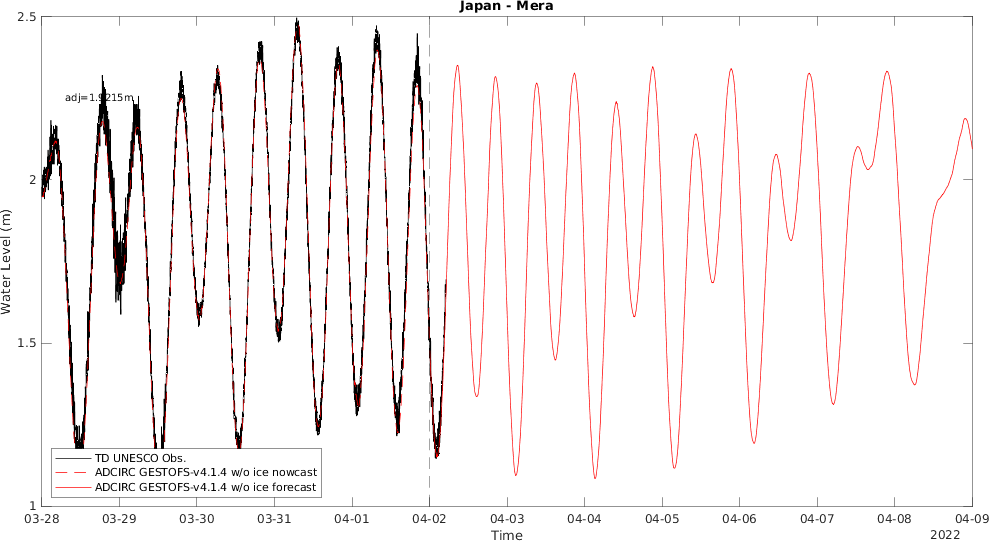 Japan - Mera
2.5
adj=1.9215m
2
Water Level (m)
1.5
TD UNESCO Obs.
ADCIRC GESTOFS-v4.1.4 w/o ice nowcast
ADCIRC GESTOFS-v4.1.4 w/o ice forecast
1
03-28 03-29 03-30 03-31 04-01 04-02 04-03 04-04 04-05 04-06 04-07 04-08 04-09
Time
2022